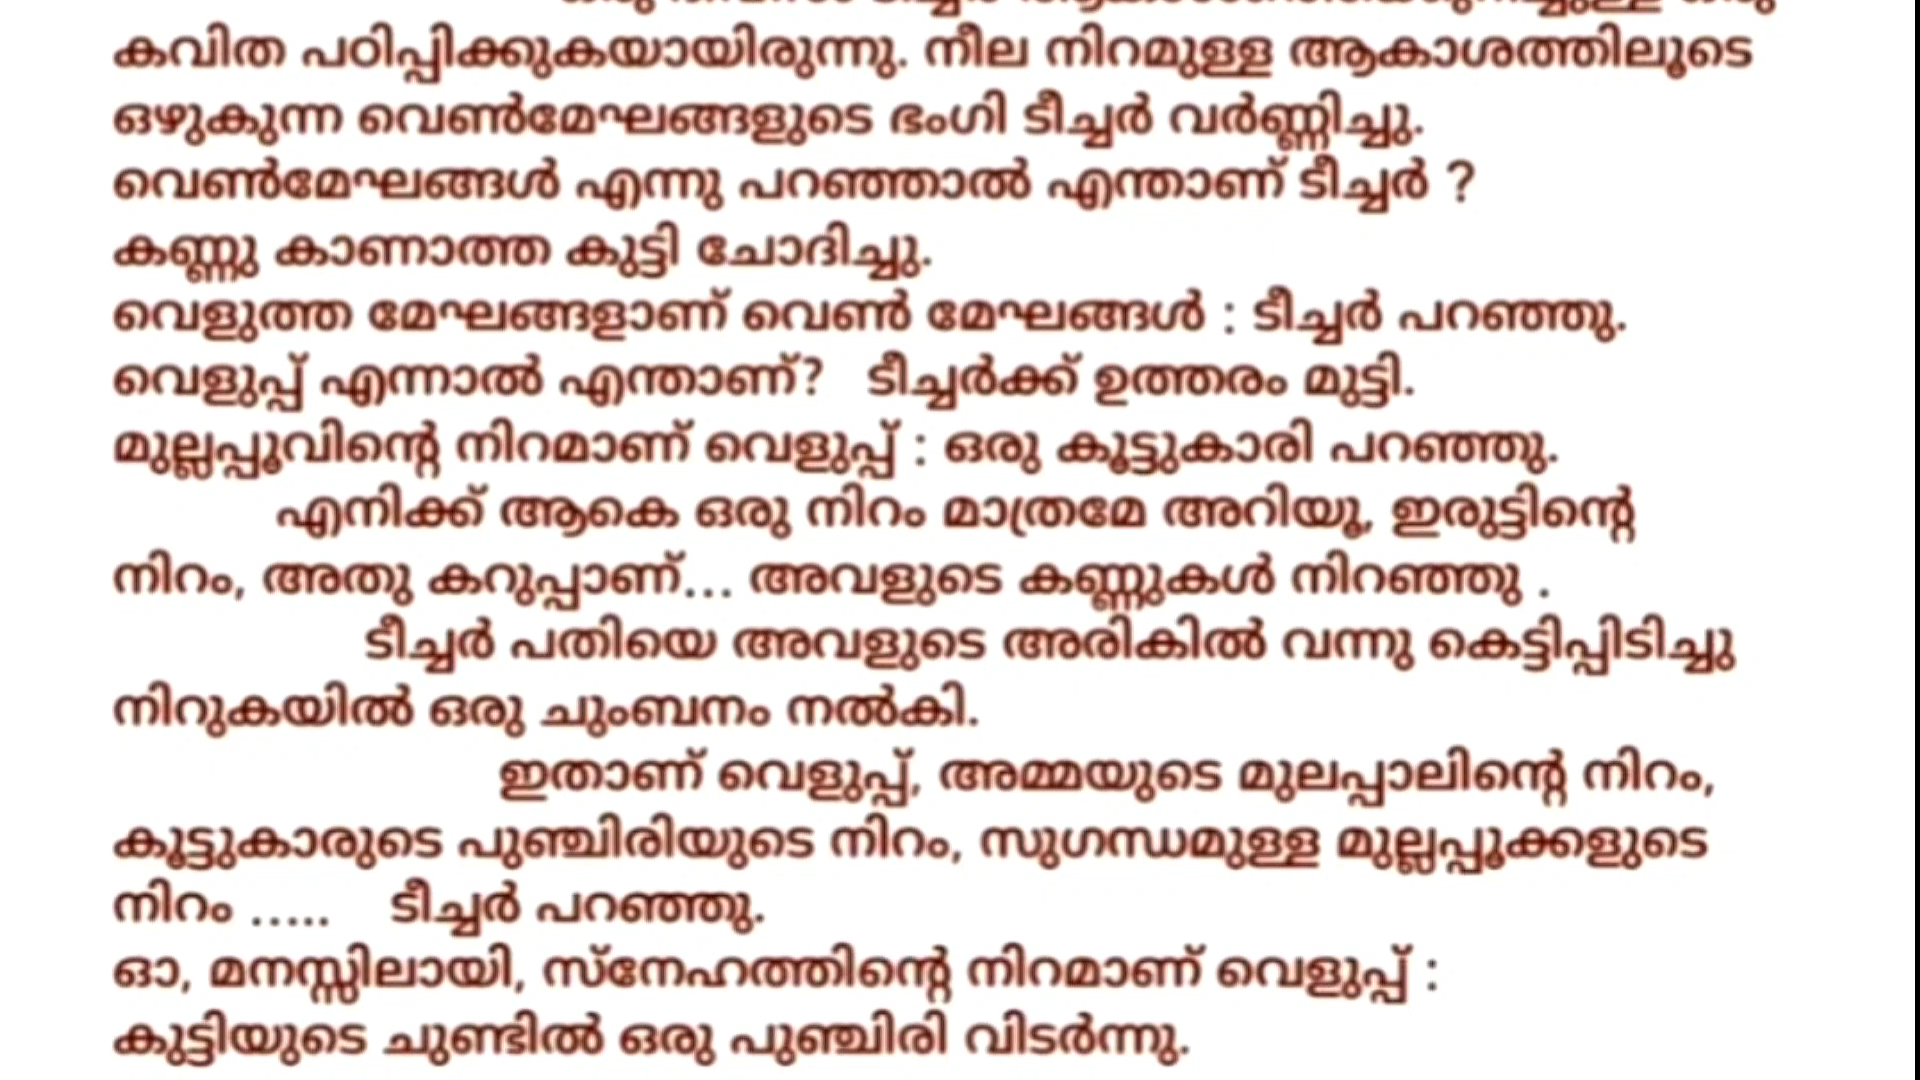 കവിത പഠിപ്പിക്കുകയായിരുന്നു. നീല നിറമുള്ള ആകാശത്തിലൂടെ
ഒഴുകുന്ന വെൺമേഘങ്ങളുടെ ഭംഗി ടീച്ചർ വർണ്ണിച്ചു.
വെൺമേഘങ്ങൾ എന്നു പറഞ്ഞാൽ എന്താണ് ടീച്ചർ ?
കണ്ണു കാണാത്ത കുട്ടി ചോദിച്ചു.
വെളുത്ത മേഘങ്ങളാണ് വെൺ മേഘങ്ങൾ : ടീച്ചർ പറഞ്ഞു.
വെളുപ്പ് എന്നാൽ എന്താണ്? ടീച്ചർക്ക് ഉത്തരം മുട്ടി.
മുല്ലപ്പൂവിന്റെ നിറമാണ് വെളുപ്പ് : ഒരു കൂട്ടുകാരി പറഞ്ഞു.
എനിക്ക് ആകെ ഒരു നിറം മാത്രമേ അറിയൂ, ഇരുട്ടിന്റെ
നിറം, അതു കറുപ്പാണ്... അവളുടെ കണ്ണുകൾ നിറഞ്ഞു .
ടീച്ചർ പതിയെ അവളുടെ അരികിൽ വന്നു കെട്ടിപ്പിടിച്ചു
നിറുകയിൽ ഒരു ചുംബനം നൽകി.
ഇതാണ് വെളുപ്പ്, അമ്മയുടെ മുലപ്പാലിന്റെ നിറം,
കൂട്ടുകാരുടെ പുഞ്ചിരിയുടെ നിറം, സുഗന്ധമുള്ള മുല്ലപ്പൂക്കളുടെ
നിറം ..... ടീച്ചർ പറഞ്ഞു.
ഓ, മനസ്സിലായി, സ്നേഹത്തിന്റെ നിറമാണ് വെളുപ്പ് :
കുട്ടിയുടെ ചുണ്ടിൽ ഒരു പുഞ്ചിരി വിടർന്നു.